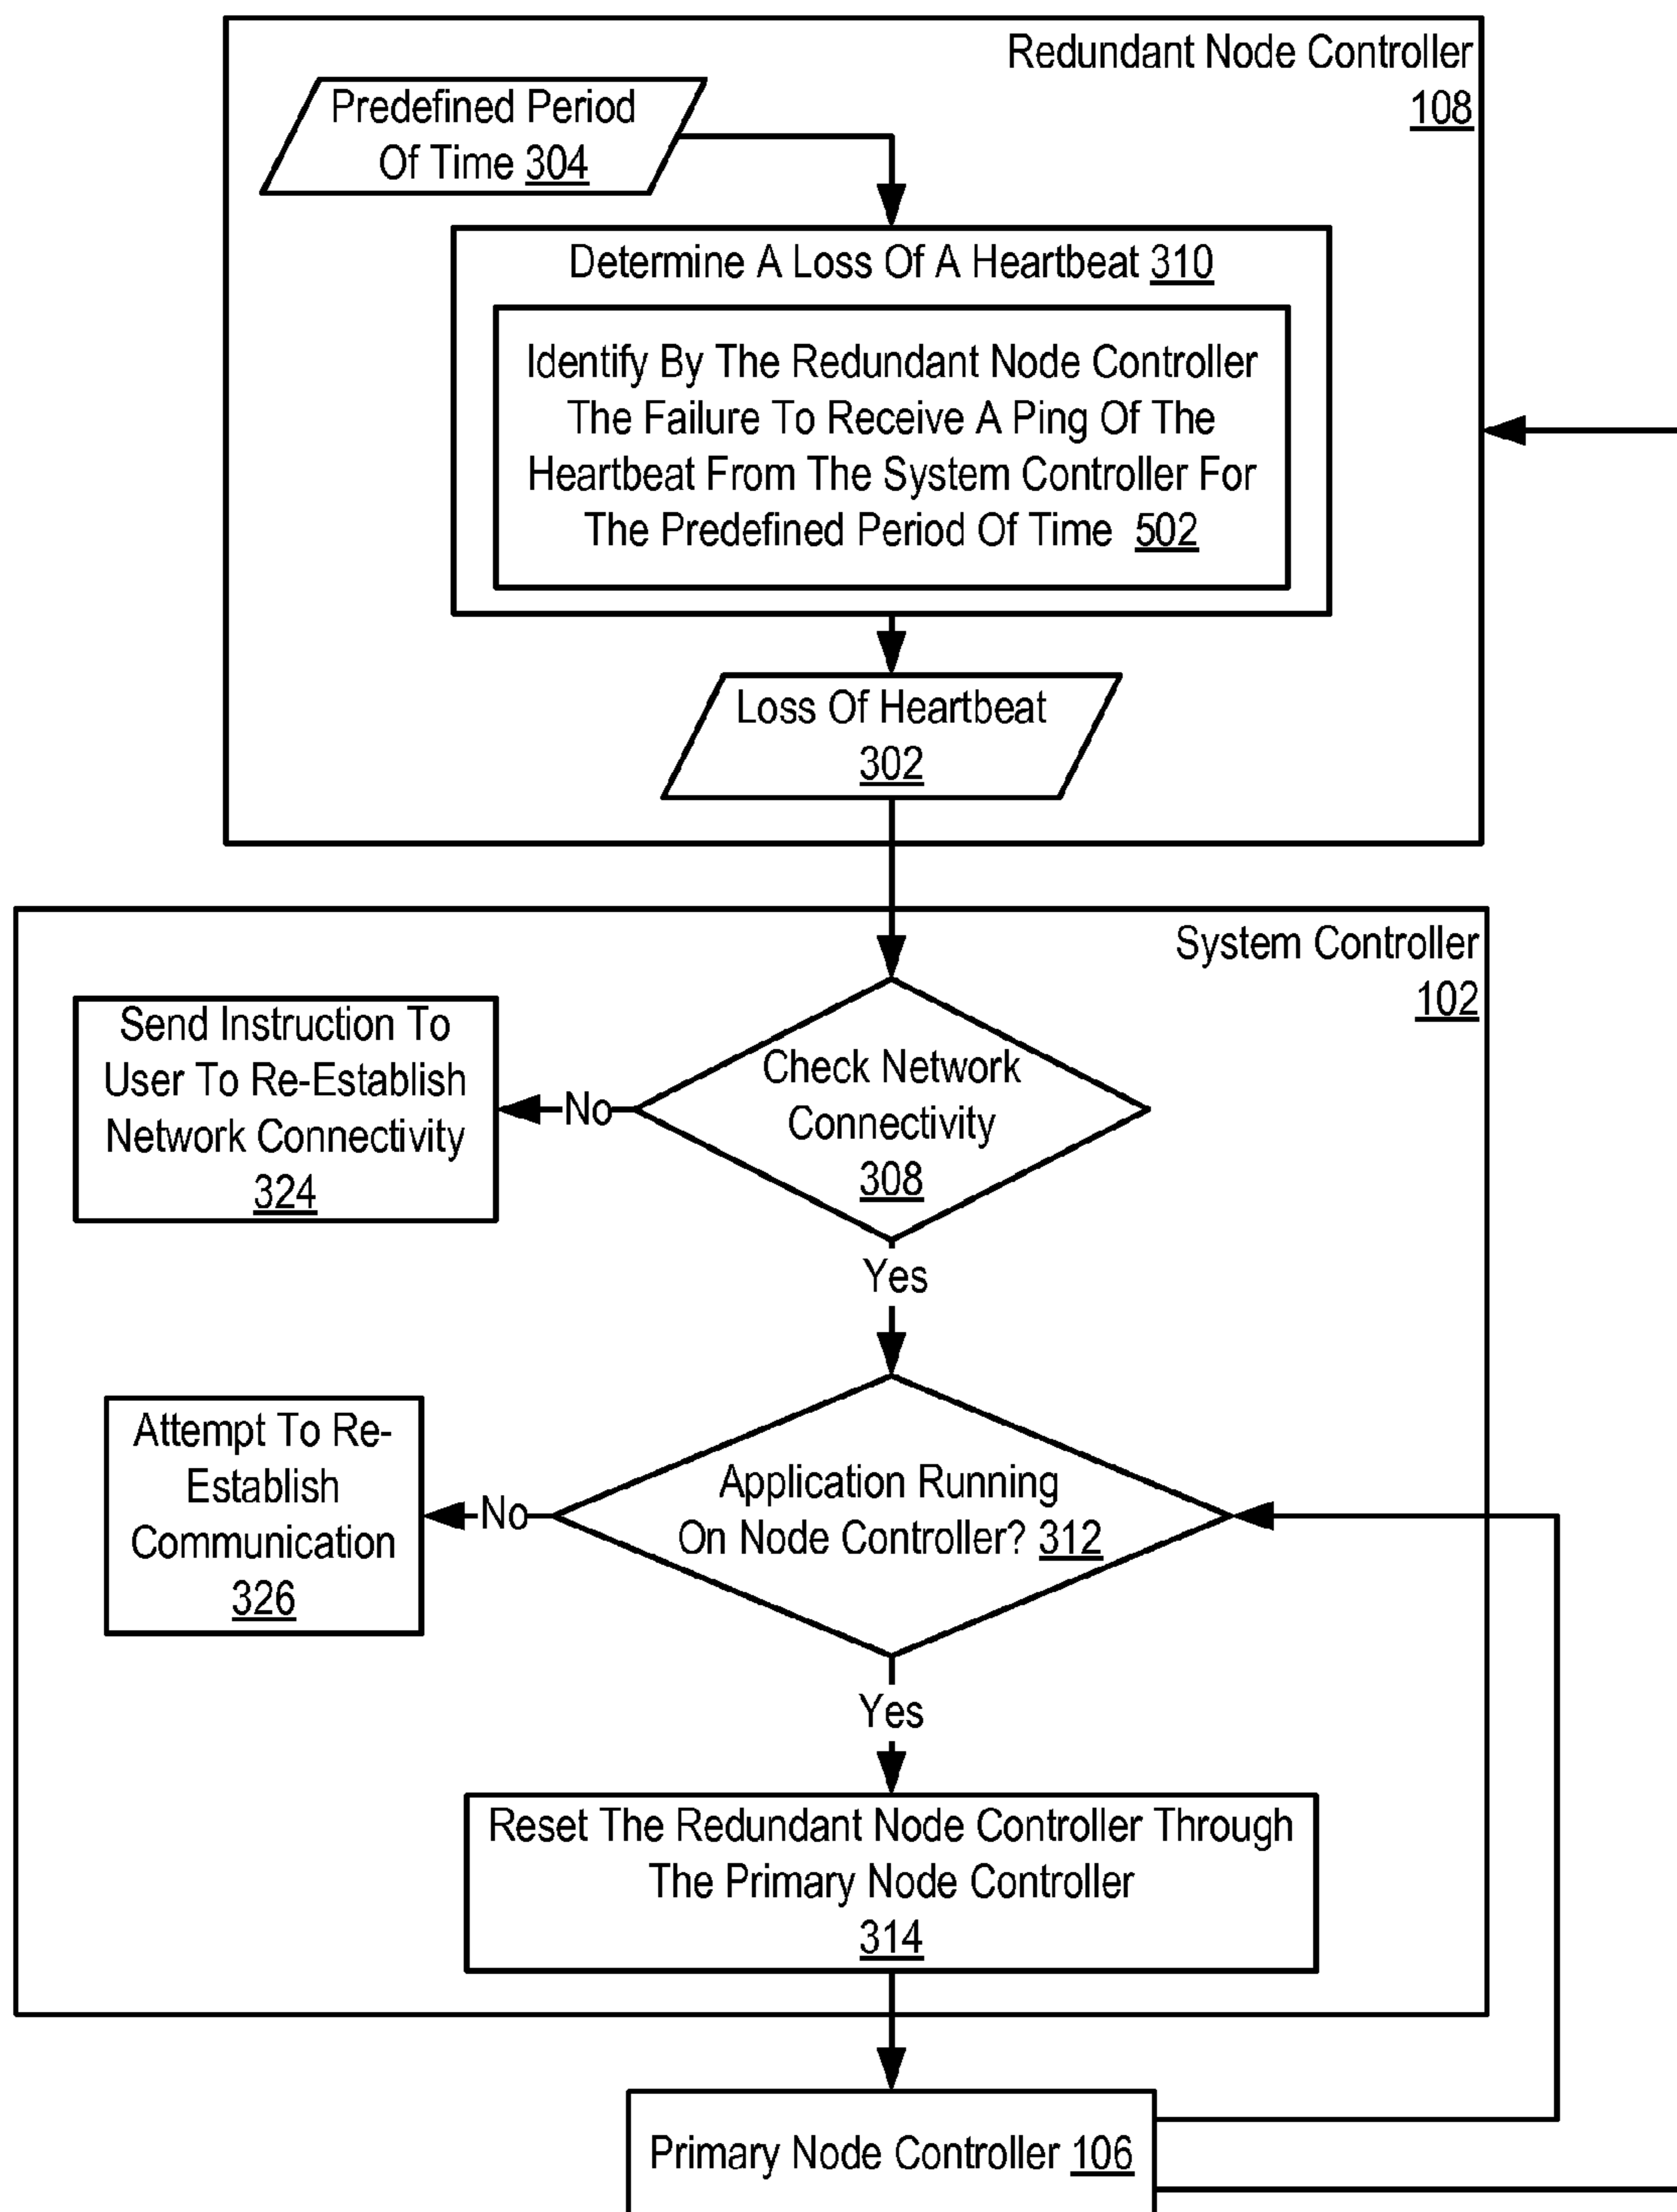 Redundant Node Controller
108
Predefined Period
Of Time 304
Determine A Loss Of A Heartbeat 310
Identify By The Redundant Node Controller
The Failure To Receive A Ping Of The
Heartbeat From The System Controller For
The Predefined Period Of Time 502
Loss Of Heartbeat
302
System Controller
102
Check Network
Connectivity
308
No
Send Instruction To
User To Re-Establish
Network Connectivity
324
Yes
Application Running
On Node Controller? 312
No
Attempt To Re-
Establish
Communication
326
Yes
Reset The Redundant Node Controller Through
The Primary Node Controller
314
Primary Node Controller 106